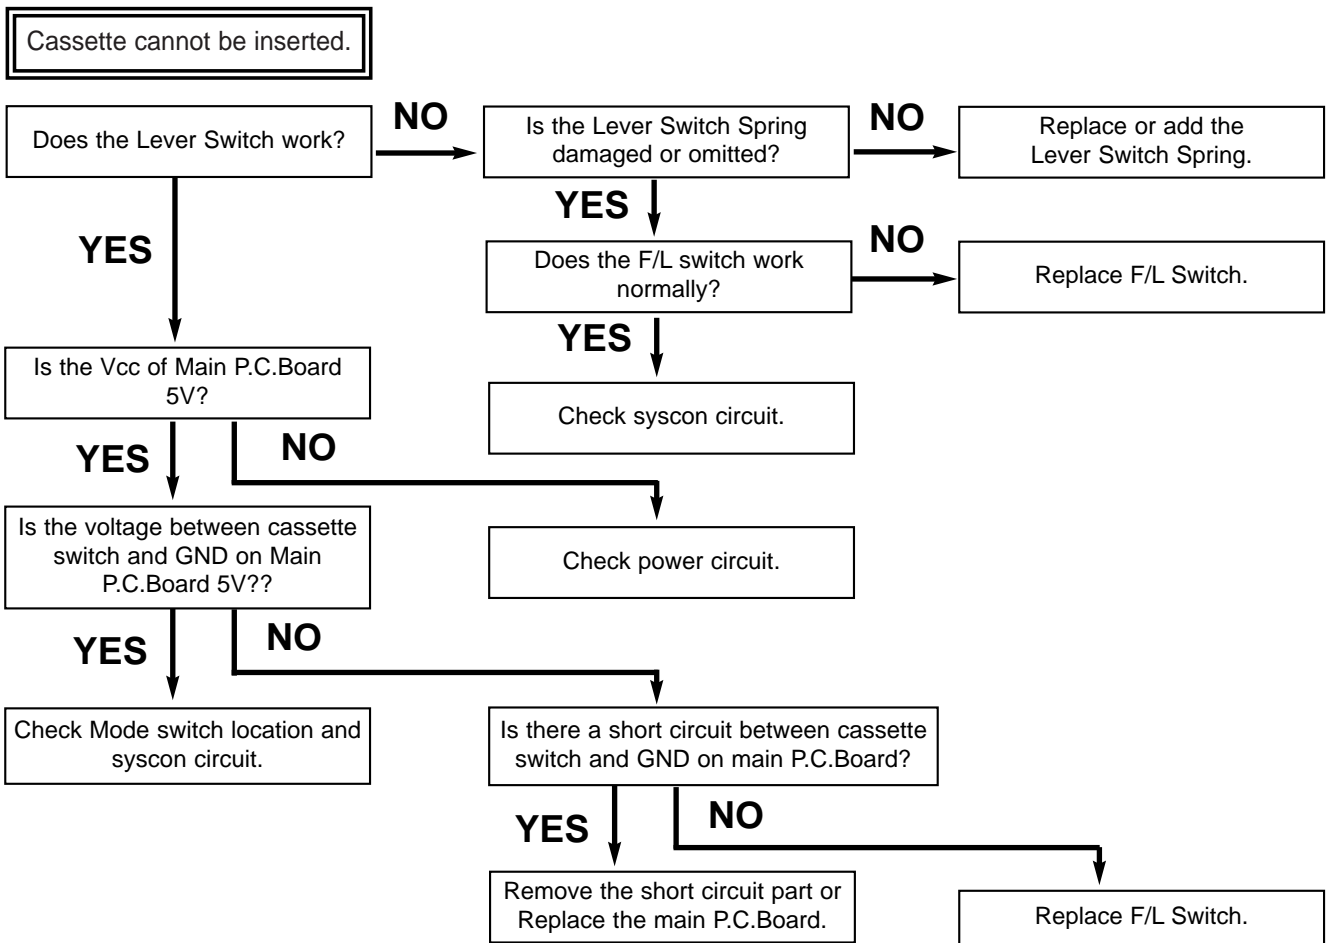 Cassette cannot be inserted.
Does the Lever Switch work?
NO
Is the Lever Switch Spring
damaged or omitted?
NO
Replace or add the
Lever Switch Spring.
YES
YES
Does the F/L switch work
normally?
NO
Replace F/L Switch.
YES
Is the Vcc of Main P.C.Board
5V?
Check syscon circuit.
YES
NO
Is the voltage between cassette
switch and GND on Main
P.C.Board 5V??
Check power circuit.
YES
NO
Check Mode switch location and
syscon circuit.
Is there a short circuit between cassette
switch and GND on main P.C.Board?
YES
NO
Remove the short circuit part or
Replace the main P.C.Board.
Replace F/L Switch.